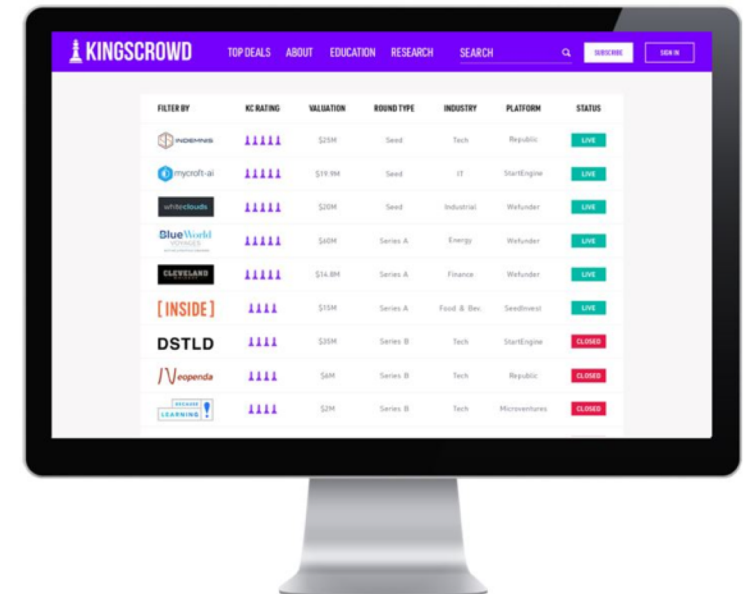 KINGSCROWD TOP DEALS ABOUT EDUCATION RESEARCH SEARCH SUBSCRIBE SIGN IN
FILTER BY KC RATING VALUATION ROUND TYPE INDUSTRY PLATFORM STATUS
INDEMNIS $25M Seed Tech Republic LIVE
mycroft-ai $19.9M Seed IT StartEngine LIVE
whiteclouds $20M Seed Industrial Wefunder LIVE
BlueWorld $60M Series A Energy Wefunder LIVE
VOYAGES
CLEVELAND $14.8M Series A Finance Wefunder LIVE
[INSIDE] $15M Series A Food & Bev. SeedInvest LIVE
DSTLD $35M Series B Tech StartEngine CLOSED
Neopenda $6M Series B Tech Republic CLOSED
BECAUSE
LEARNING $2M Series B Tech Microventures CLOSED